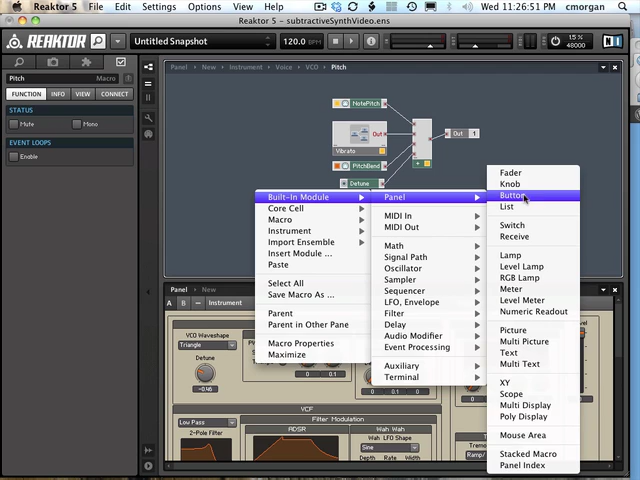 Reaktor 5 File Edit Settings Options View Help Wed 11:26:51 PM cmorgan
Reaktor 5 - subtractiveSynthVideo.ens
REAKTOR Untitled Snapshot 120.0 15 % 48000
Pitch Macro
FUNCTION INFO VIEW CONNECT
STATUS
Mute Mono
EVENT LOOPS
Enable
Panel New Instrument Voice VCO Pitch
NotePitch
Out
Vibrato
PitchBend
Detune
Out 1
Built-In Module
Core Cell
Macro
Instrument
Import Ensemble
Insert Module ...
Paste
Select All
Save Macro As ...
Parent
Parent in Other Pane
Macro Properties
Maximize
Panel
MIDI In
MIDI Out
Math
Signal Path
Oscillator
Sampler
Sequencer
LFO, Envelope
Filter
Delay
Audio Modifier
Event Processing
Auxiliary
Terminal
Fader
Knob
Button
List
Switch
Receive
Lamp
Level Lamp
RGB Lamp
Meter
Level Meter
Numeric Readout
Picture
Multi Picture
Text
Multi Text
XY
Scope
Multi Display
Poly Display
Mouse Area
Stacked Macro
Panel Index
Panel New
A B Instrument
VCO Waveshape
Triangle
Detune
-0.46
0 0.1
VCF
Low Pass
2-Pole Filter
Filter Modulation
ADSR
Wah Wah
Wah LFO Shape
Sine
Ramp/